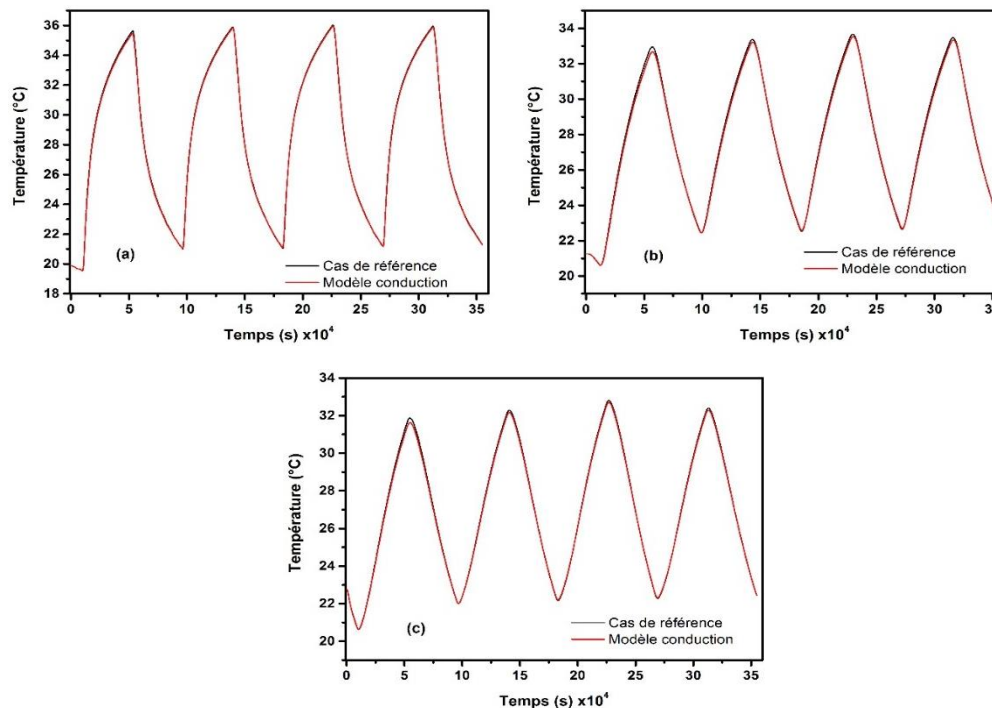 36
34
32
30
28
26
24
22
20
18
Température (°C)
(a)
Cas de référence
Modèle conduction
0 5 10 15 20 25 30 35
Temps (s) x10⁴
34
32
30
28
26
24
22
20
Température (°C)
(b)
Cas de référence
Modèle conduction
0 5 10 15 20 25 30 35
Temps (s) x10⁴
34
32
30
28
26
24
22
20
Température (°C)
(c)
Cas de référence
Modèle conduction
0 5 10 15 20 25 30 35
Temps (s) x10⁴